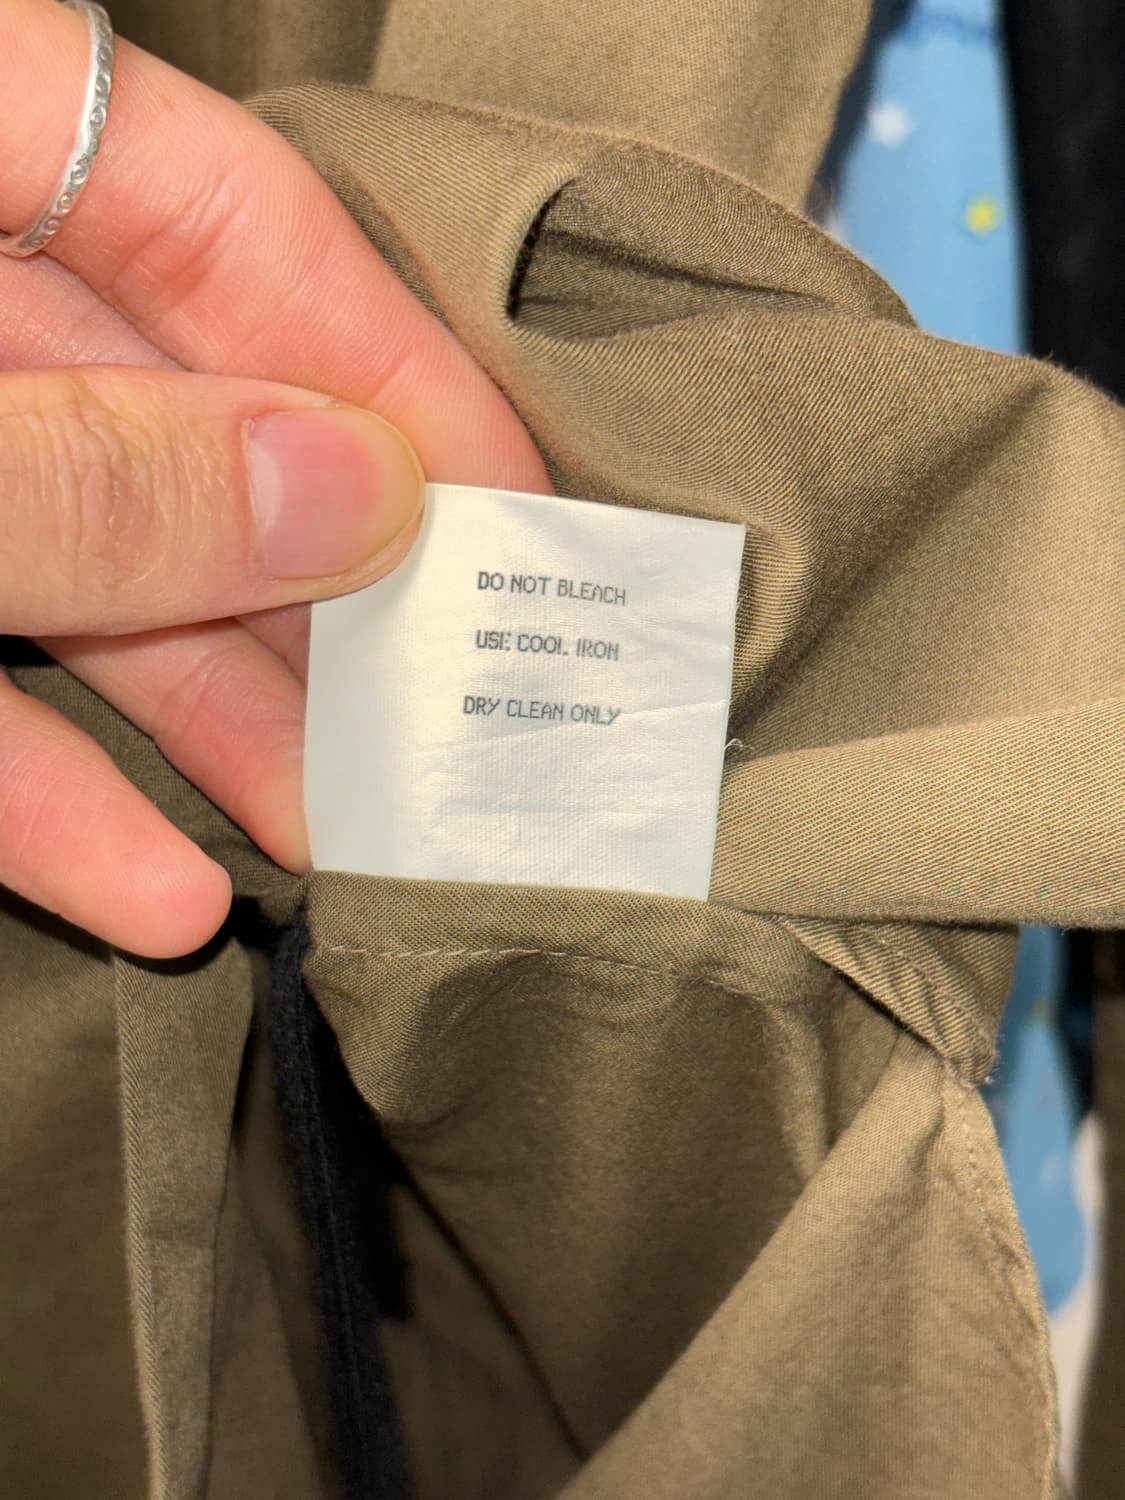 DO NOT BLEACH
USE COOL IRON
DRY CLEAN ONLY